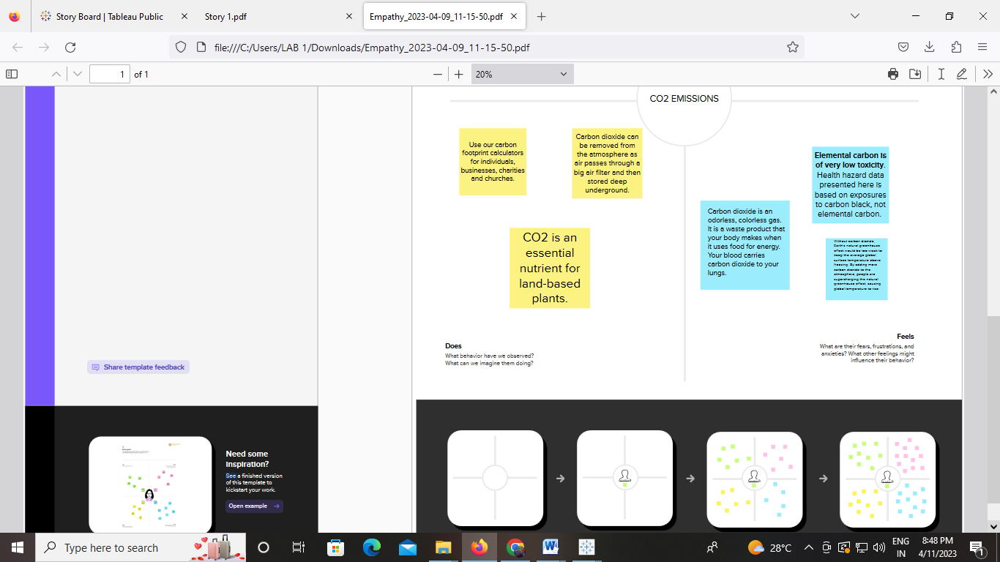 Story Board | Tableau Public
Story 1.pdf
Empathy_2023-04-09_11-15-50.pdf
file:///C:/Users/LAB 1/Downloads/Empathy_2023-04-09_11-15-50.pdf
1
of 1
20%
CO2 EMISSIONS
Use our carbon
footprint calculators
for individuals,
businesses, charities
and churches.
Carbon dioxide can
be removed from
the atmosphere as
air passes through a
big air filter and then
stored deep
underground.
CO2 is an
essential
nutrient for
land-based
plants.
Elemental carbon is
of very low toxicity.
Health hazard data
presented here is
based on exposures
to carbon black, not
elemental carbon.
Carbon dioxide is an
odorless, colorless gas.
It is a waste product that
your body makes when
it uses food for energy.
Your blood carries
carbon dioxide to your
lungs.
Without carbon dioxide,
Earth's natural greenhouse
effect would be too weak to
keep the average global
surface temperature above
freezing. By adding more
carbon dioxide to the
atmosphere, people are
supercharging the natural
greenhouse effect, causing
global temperature to rise.
Does
What behavior have we observed?
What can we imagine them doing?
Feels
What are their fears, frustrations, and
anxieties? What other feelings might
influence their behavior?
Share template feedback
Need some
inspiration?
See a finished version
of this template to
kickstart your work.
Open example
Type here to search
28°C
ENG
IN
8:48 PM
4/11/2023
1